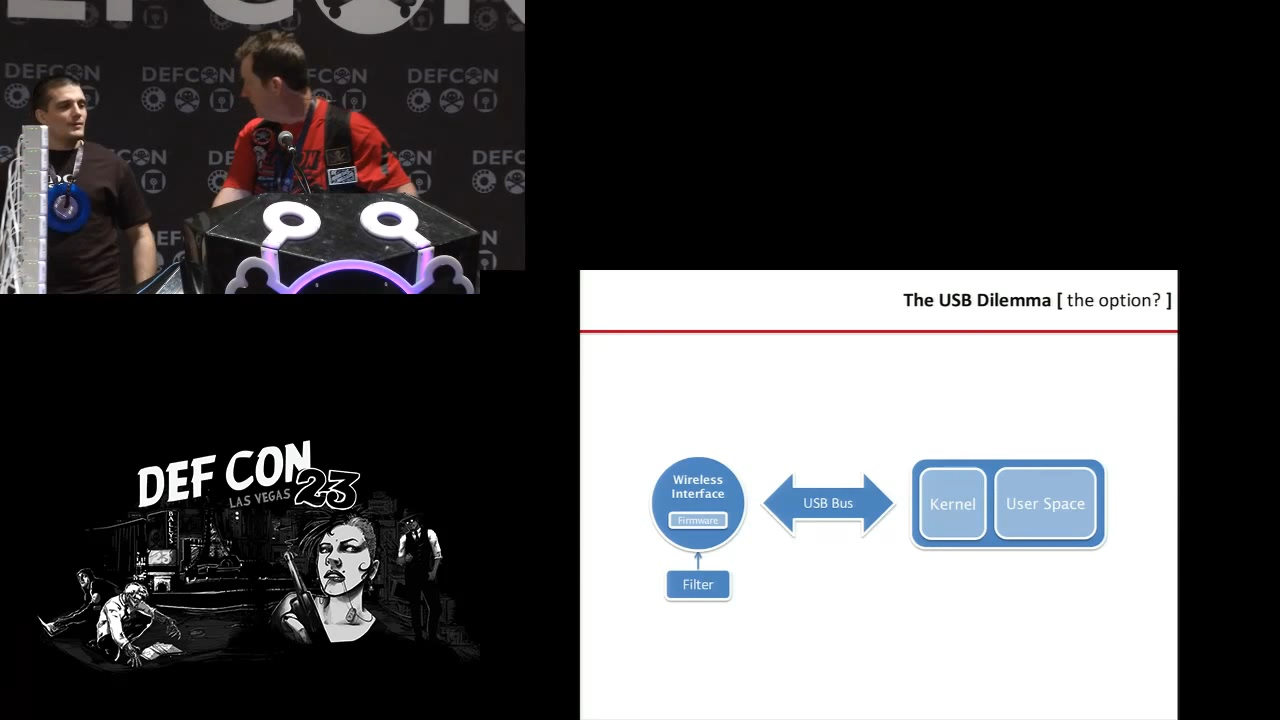 DEFCON
DEFCON
DEFCON
DEFCON
DEFCON
The USB Dilemma [ the option? ]
Wireless
Interface
Firmware
USB Bus
Kernel
User Space
Filter
DEF CON 23
LAS VEGAS
BALLYS